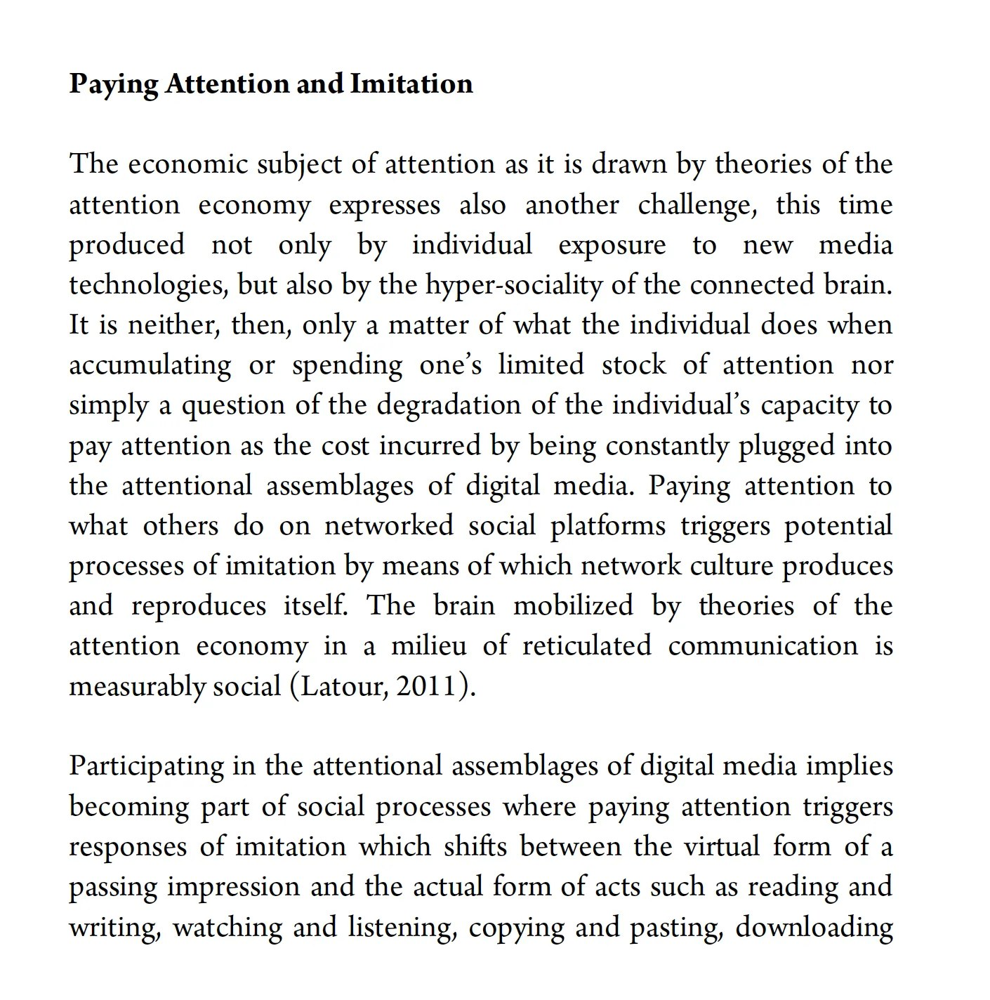 Paying Attention and Imitation
The economic subject of attention as it is drawn by theories of the
attention economy expresses also another challenge, this time
produced not only by individual exposure to new media
technologies, but also by the hyper-sociality of the connected brain.
It is neither, then, only a matter of what the individual does when
accumulating or spending one’s limited stock of attention nor
simply a question of the degradation of the individual’s capacity to
pay attention as the cost incurred by being constantly plugged into
the attentional assemblages of digital media. Paying attention to
what others do on networked social platforms triggers potential
processes of imitation by means of which network culture produces
and reproduces itself. The brain mobilized by theories of the
attention economy in a milieu of reticulated communication is
measurably social (Latour, 2011).
Participating in the attentional assemblages of digital media implies
becoming part of social processes where paying attention triggers
responses of imitation which shifts between the virtual form of a
passing impression and the actual form of acts such as reading and
writing, watching and listening, copying and pasting, downloading